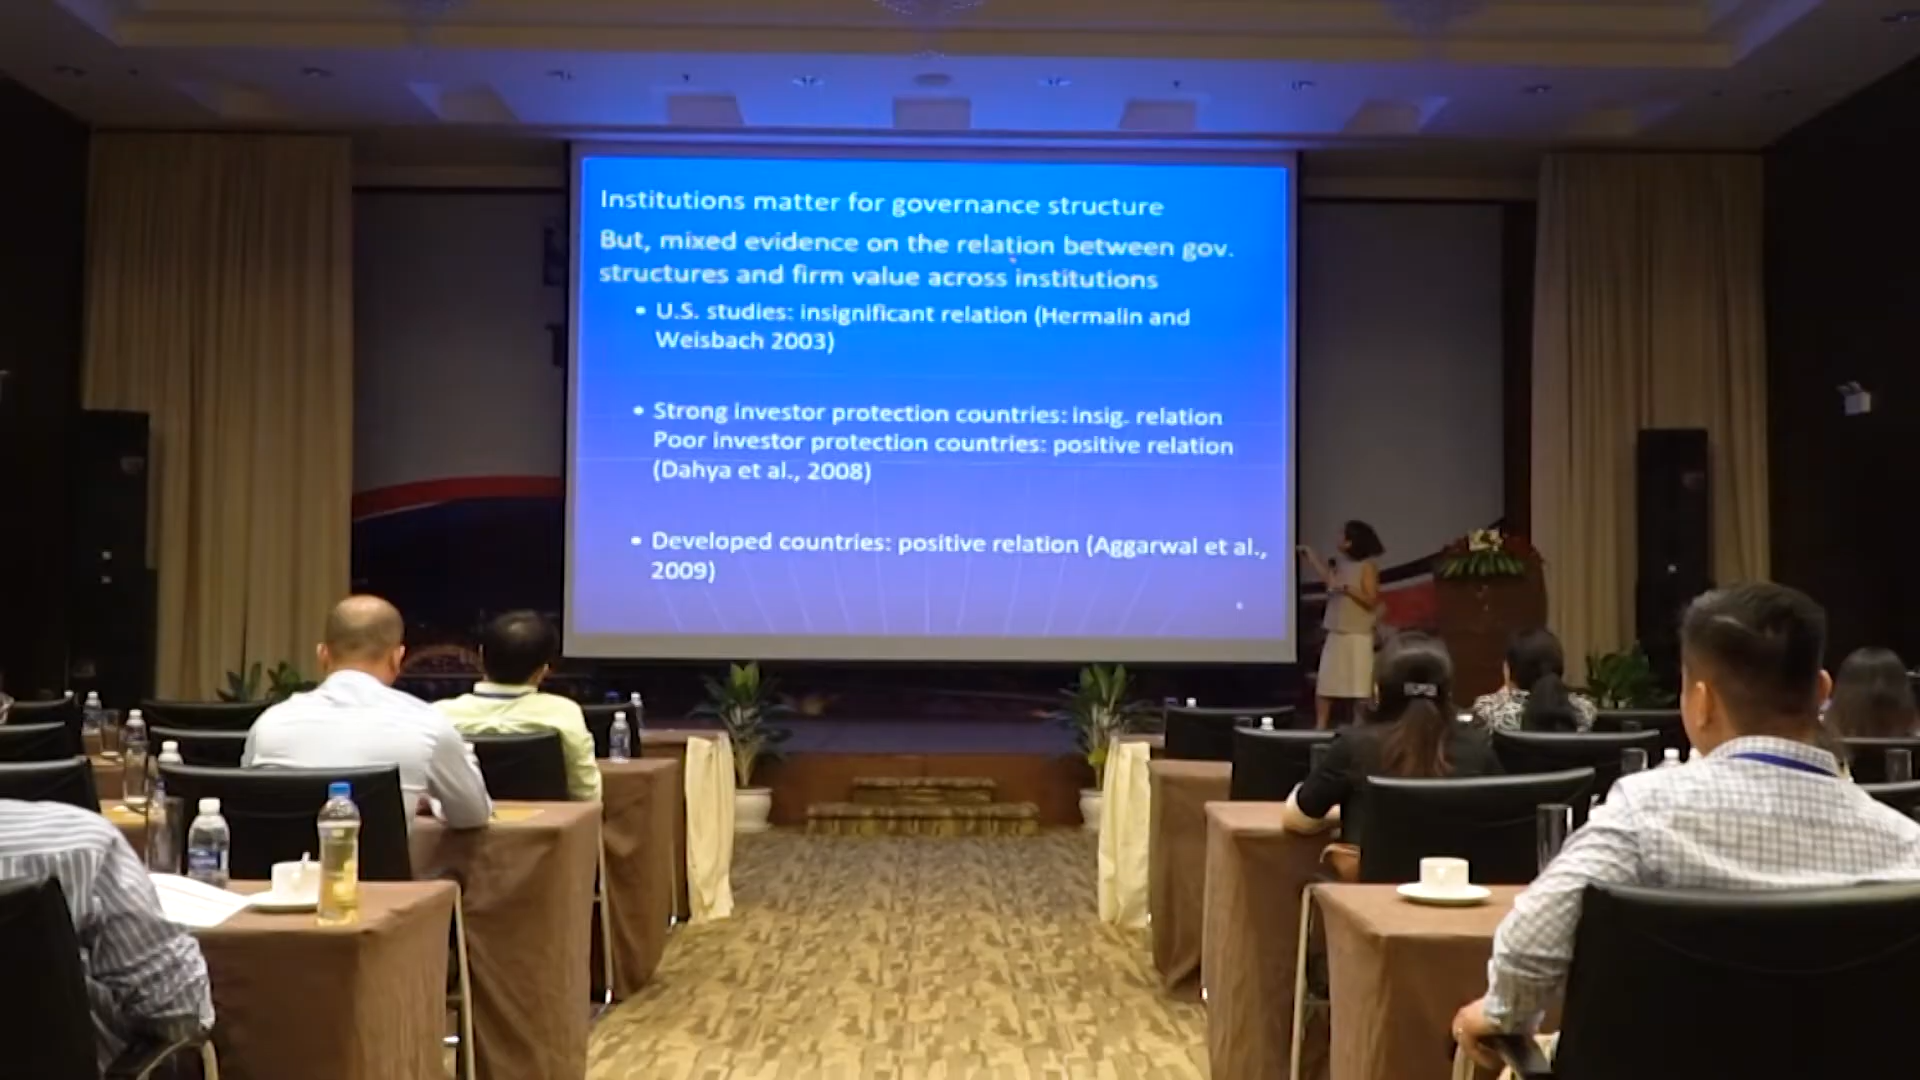 Institutions matter for governance structure
But, mixed evidence on the relation between gov.
structures and firm value across institutions
• U.S. studies: insignificant relation (Hermalin and
Weisbach 2003)
• Strong investor protection countries: insig. relation
Poor investor protection countries: positive relation
(Dahya et al., 2008)
• Developed countries: positive relation (Aggarwal et al.,
2009)